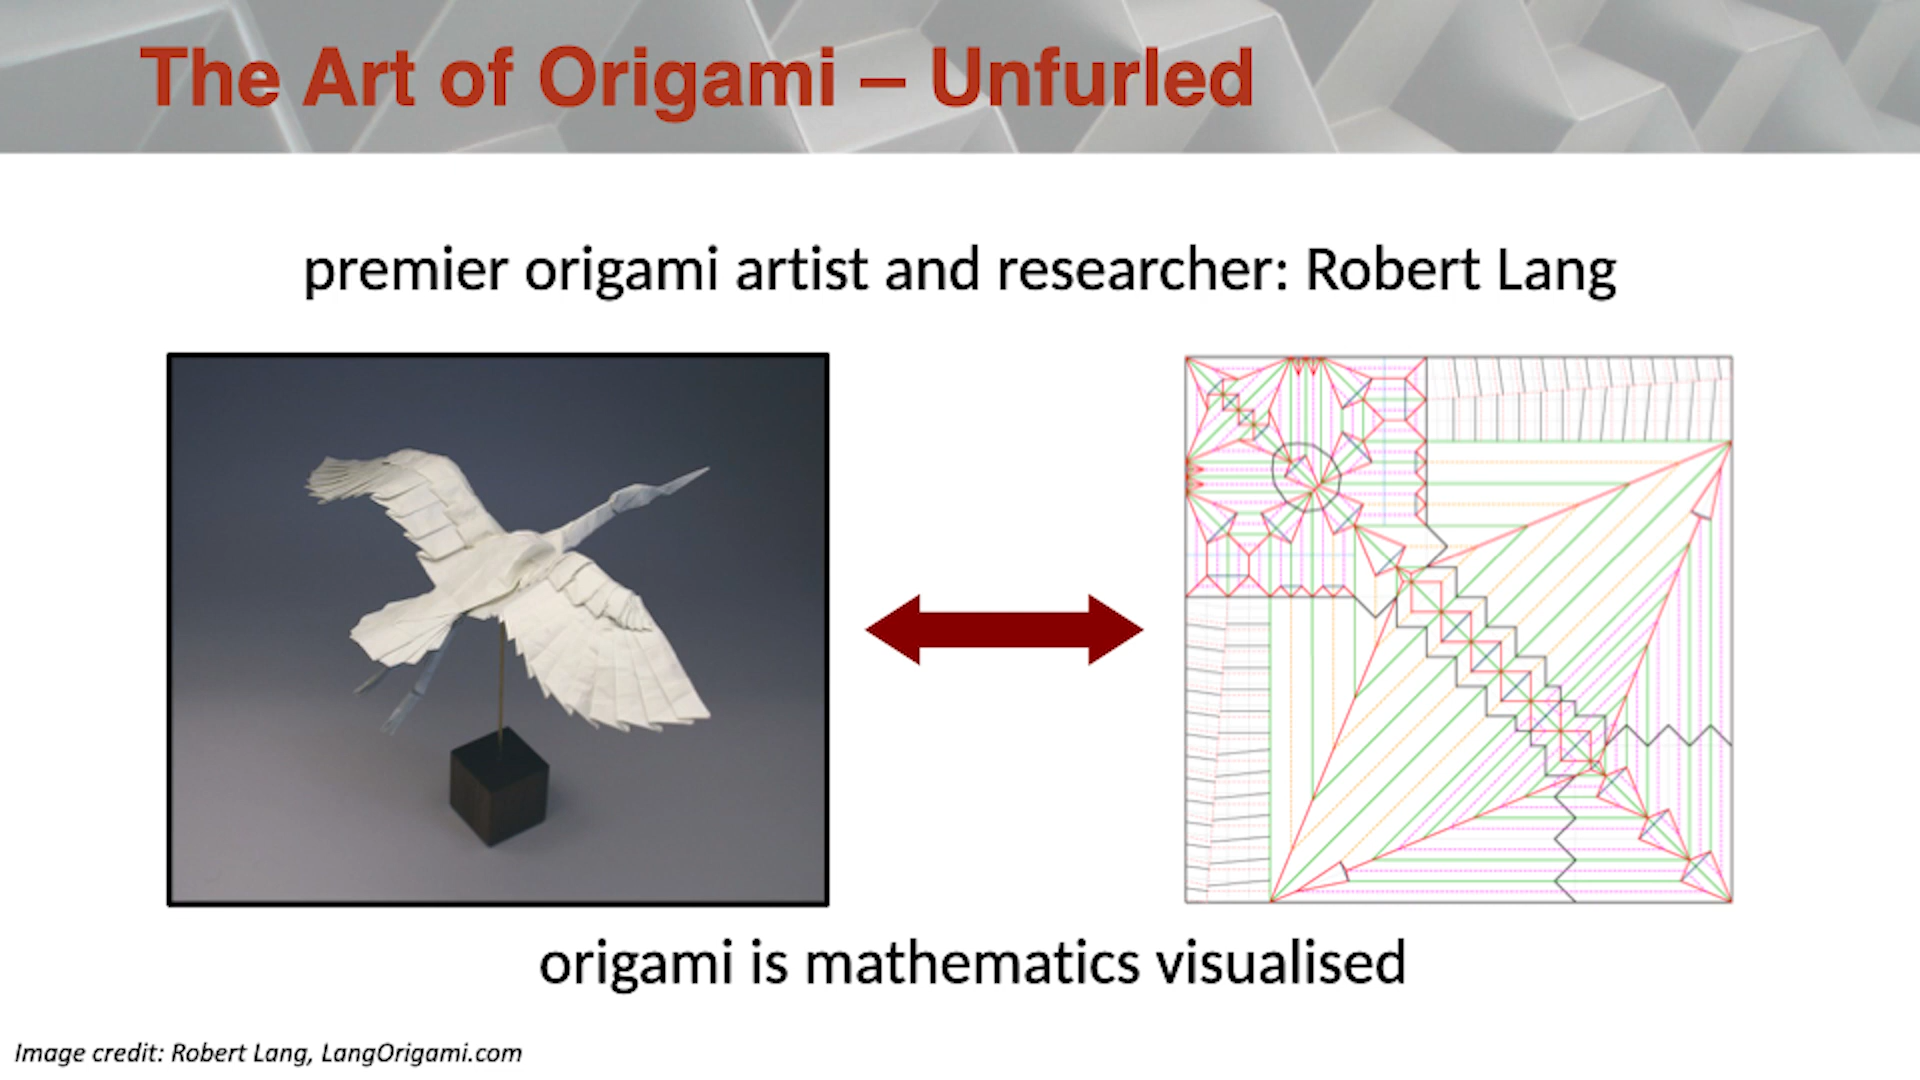 The Art of Origami – Unfurled
premier origami artist and researcher: Robert Lang
origami is mathematics visualised
Image credit: Robert Lang, LangOrigami.com